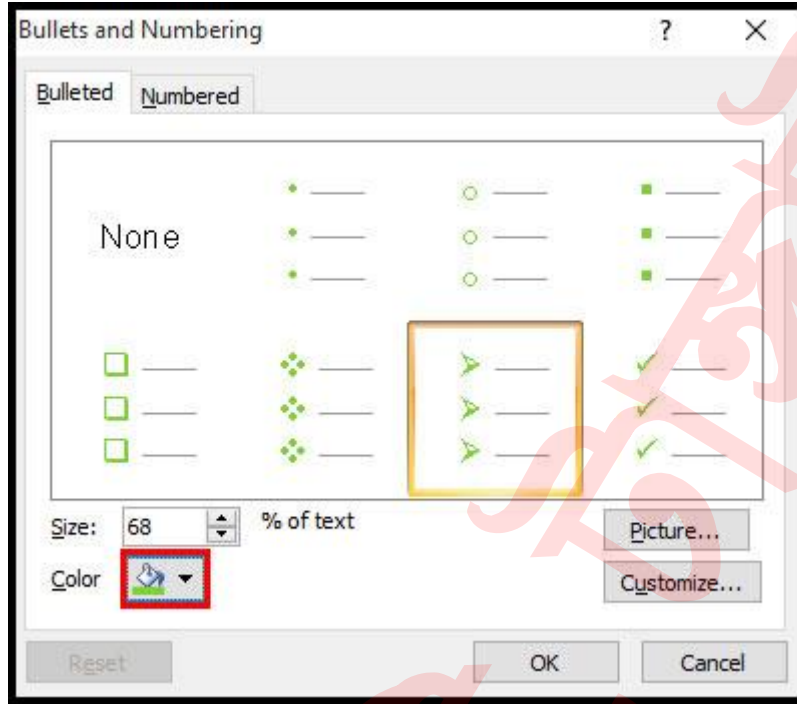 Bullets and Numbering
Bulleted Numbered
None
Size: 68 % of text
Picture...
Color
Customize...
Reset OK Cancel